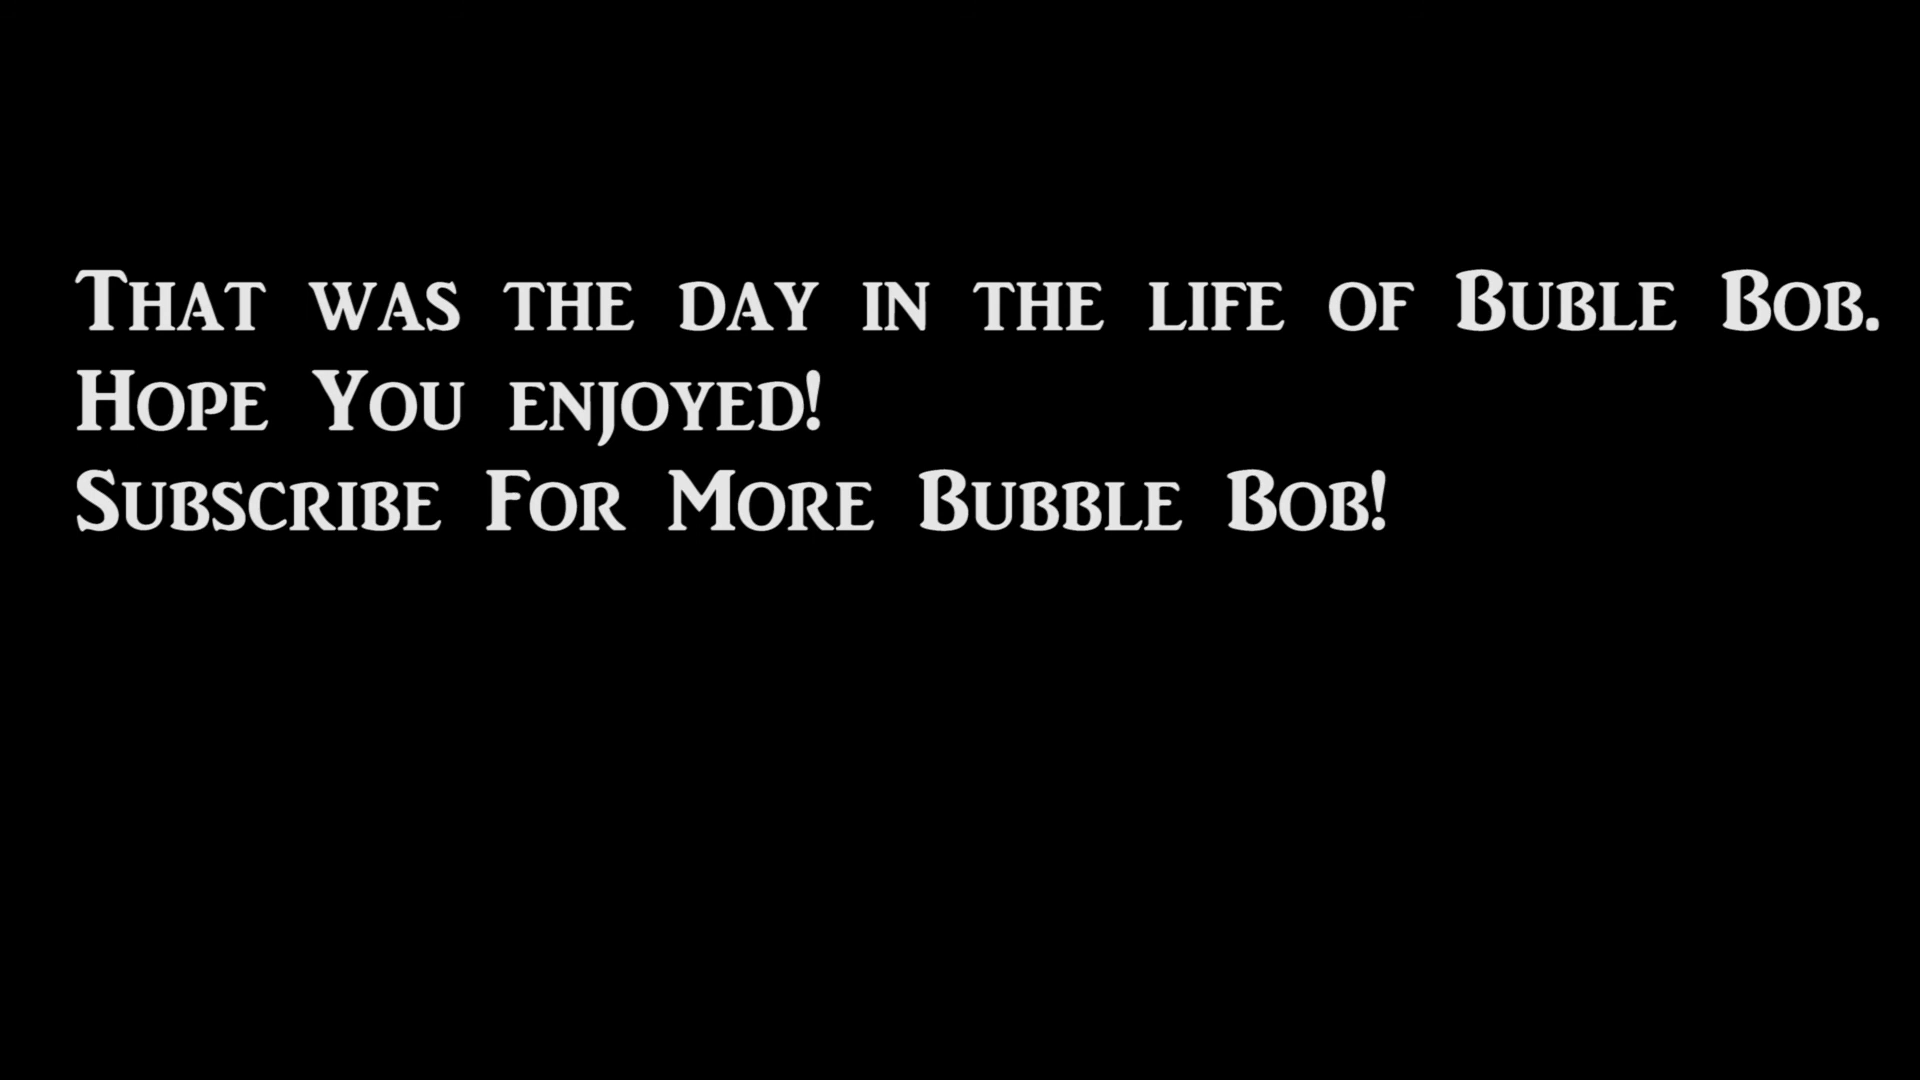 That was the day in the life of Buble Bob.
Hope You enjoyed!
Subscribe For More Bubble Bob!